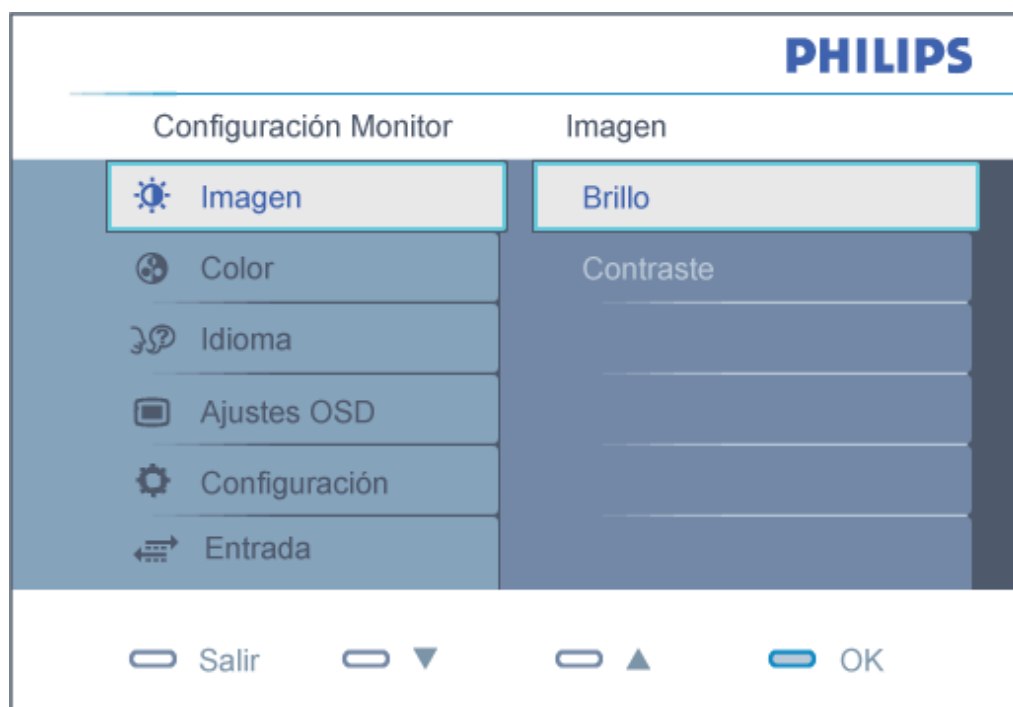 PHILIPS
Configuración Monitor
Imagen
Imagen
Brillo
Color
Contraste
Idioma
Ajustes OSD
Configuración
Entrada
Salir
OK